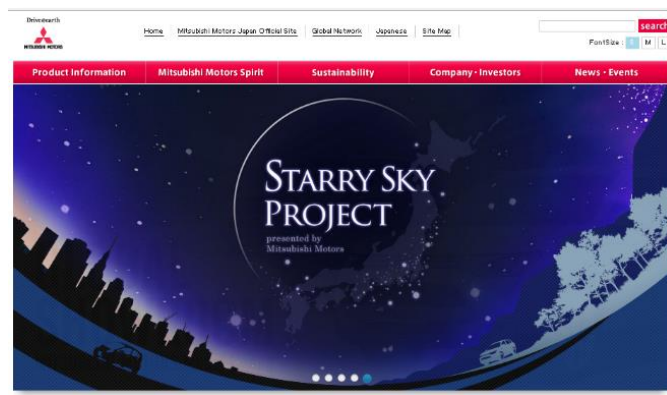 Drive@earth
MITSUBISHI MOTORS
Home
Mitsubishi Motors Japan Official Site
Global Network
Japanese
Site Map
search
FontSize :
M
L
Product Information
Mitsubishi Motors Spirit
Sustainability
Company・Investors
News・Events
STARRY SKY
PROJECT
presented by
Mitsubishi Motors